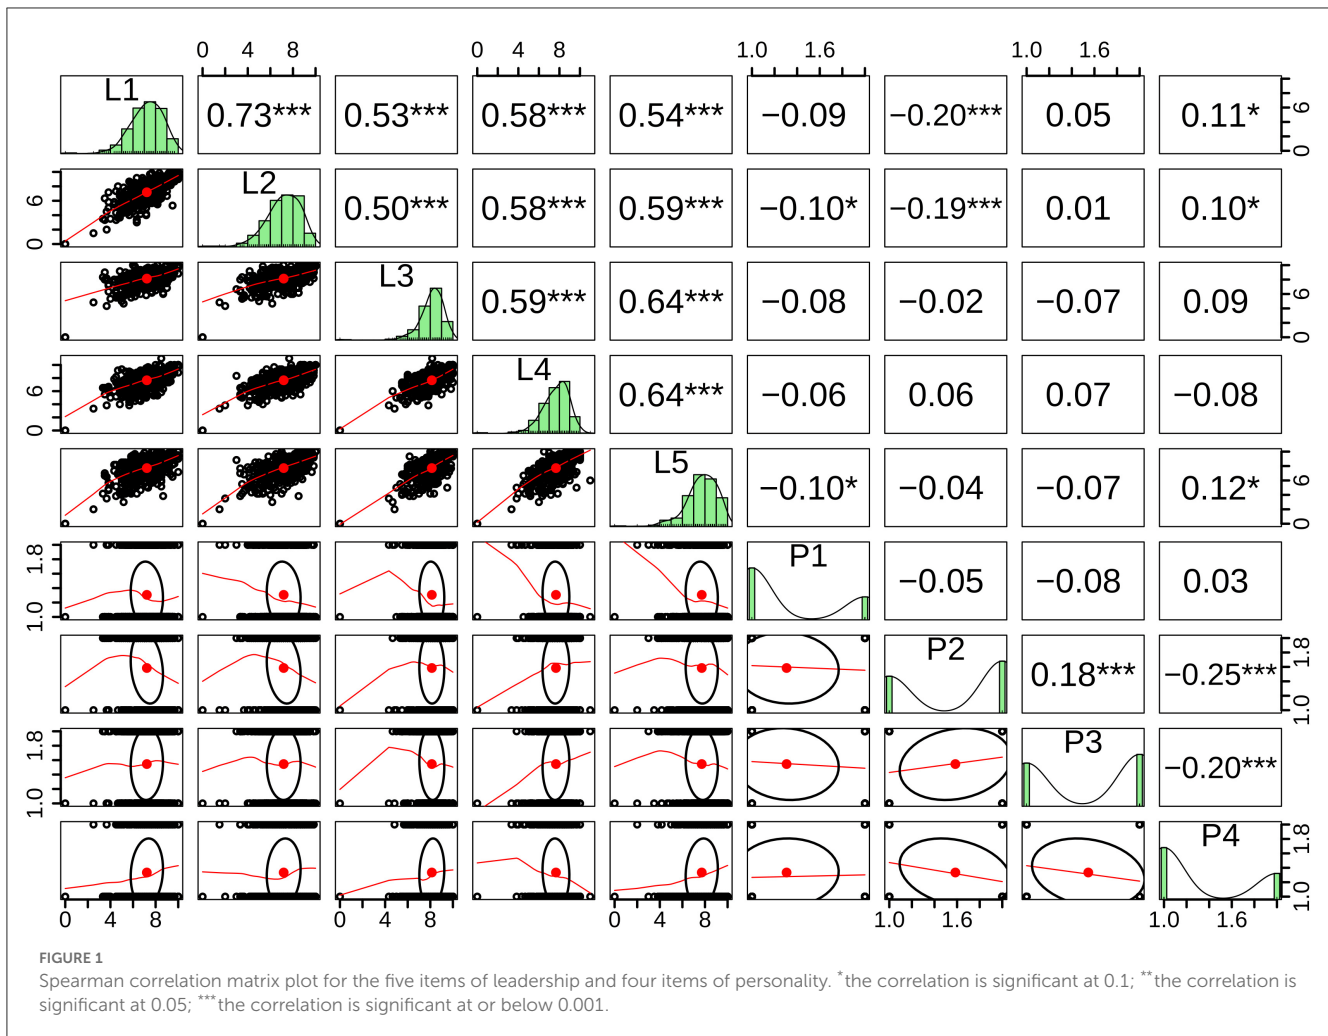 0 4 8 0 4 8 1.0 1.6 1.0 1.6
L1 0.73*** 0.53*** 0.58*** 0.54*** −0.09 −0.20*** 0.05 0.11* 0 6
0 6 L2 0.50*** 0.58*** 0.59*** −0.10* −0.19*** 0.01 0.10*
L3 0.59*** 0.64*** −0.08 −0.02 −0.07 0.09 0 6
0 6 L4 0.64*** −0.06 0.06 0.07 −0.08
L5 −0.10* −0.04 −0.07 0.12* 0 6
1.0 1.8 P1 −0.05 −0.08 0.03
P2 0.18*** −0.25*** 1.0 1.8
1.0 1.8 P3 −0.20***
P4 1.0 1.8
0 4 8 0 4 8 0 4 8 1.0 1.6 1.0 1.6
FIGURE 1
Spearman correlation matrix plot for the five items of leadership and four items of personality. *the correlation is significant at 0.1; **the correlation is
significant at 0.05; ***the correlation is significant at or below 0.001.